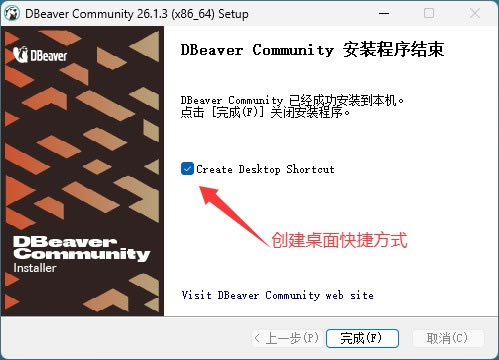 DBeaver Community 26.1.3 (x86_64) Setup
DBeaver
DBeaver Community 安装程序结束
DBeaver Community 已经成功安装到本机。
点击 [完成(F)] 关闭安装程序。
Create Desktop Shortcut
创建桌面快捷方式
DBeaver
Community
Installer
Visit DBeaver Community web site
< 上一步(P)
完成(F)
取消(C)